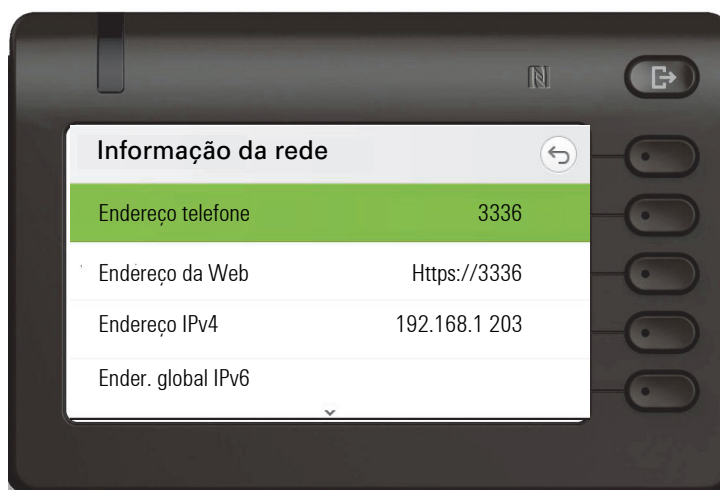 Informação da rede
Endereço telefone 3336
Endereço da Web Https://3336
Endereço IPv4 192.168.1 203
Ender. global IPv6